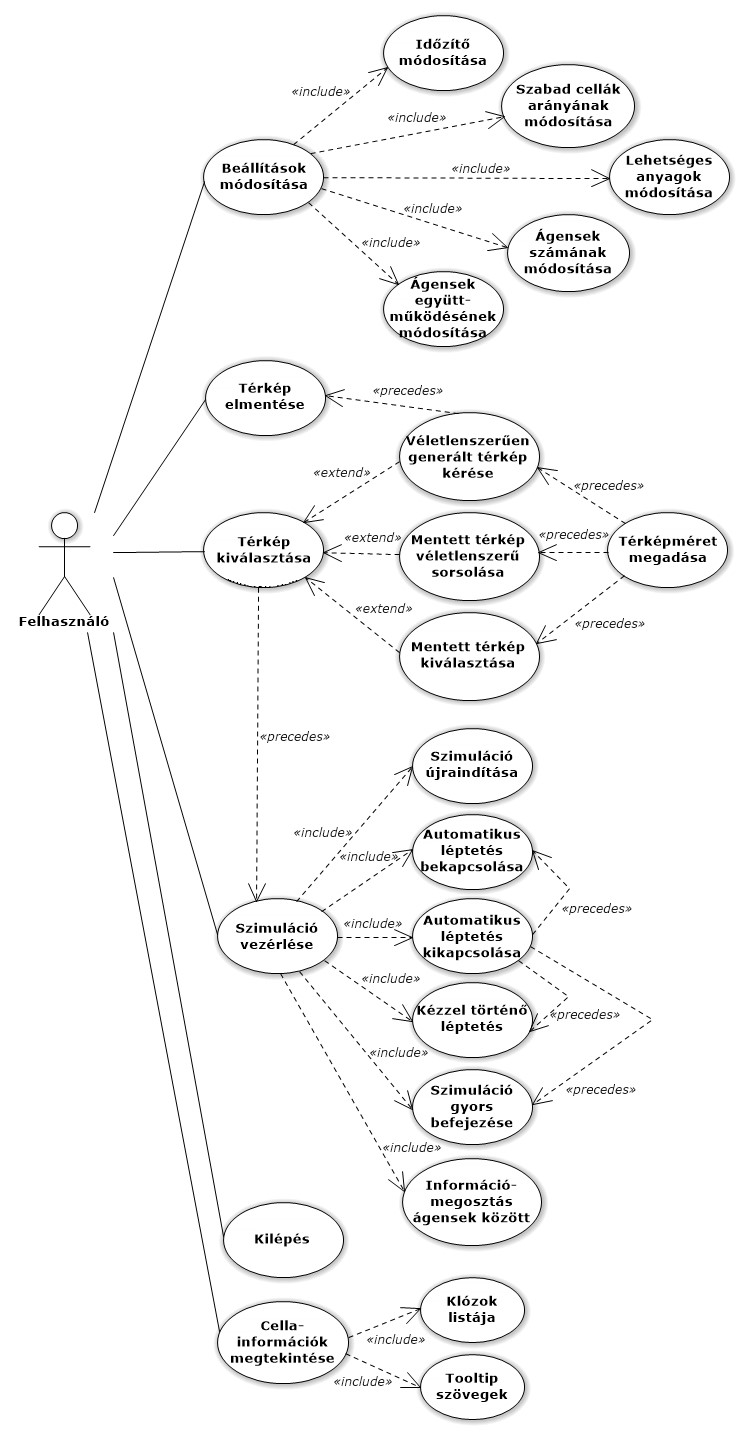 Időzítő
módosítása
«include»
Szabad cellák
arányának
módosítása
«include»
Beállítások
módosítása
«include»
Lehetséges
anyagok
módosítása
«include»
Ágensek
számának
módosítása
«include»
Ágensek
együtt-
működésének
módosítása
Térkép
elmentése
«precedes»
Véletlenszerűen
generált térkép
kérése
«extend»
«precedes»
Térkép
kiválasztása
«extend»
Mentett térkép
véletlenszerű
sorsolása
«precedes»
Térképméret
megadása
«extend»
«precedes»
Mentett térkép
kiválasztása
Felhasználó
«precedes»
Szimuláció
újraindítása
«include»
Automatikus
léptetés
bekapcsolása
«include»
«precedes»
Szimuláció
vezérlése
«include»
Automatikus
léptetés
kikapcsolása
«include»
Kézzel történő
léptetés
«precedes»
«include»
Szimuláció
gyors
befejezése
«precedes»
«include»
Információ-
megosztás
ágensek között
Kilépés
Cella-
információk
megtekintése
Klózok
listája
«include»
«include»
Tooltip
szövegek